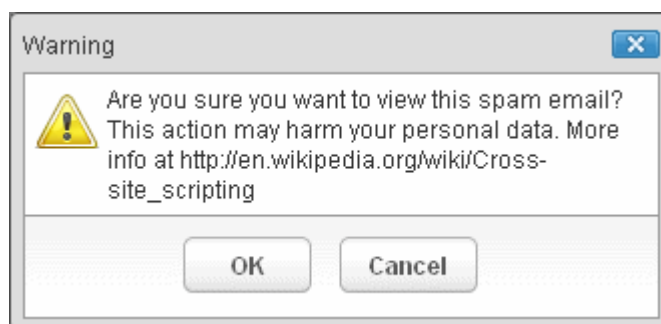 Warning
Are you sure you want to view this spam email?
This action may harm your personal data. More
info at http://en.wikipedia.org/wiki/Cross-
site_scripting
OK Cancel